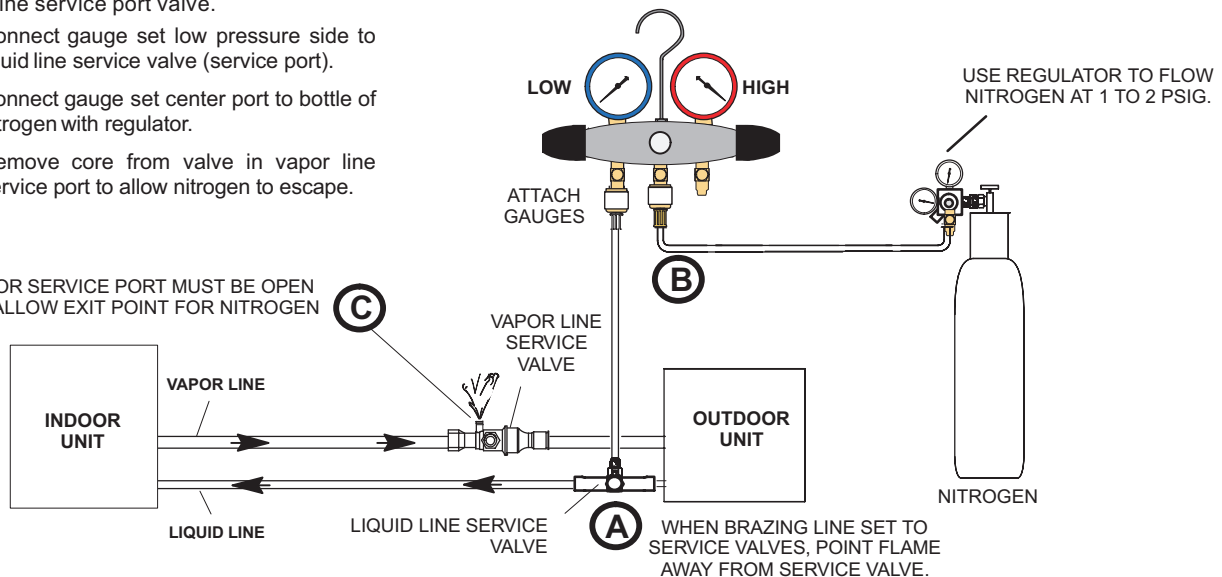 ine service port valve.
onnect gauge set low pressure side to
uid line service valve (service port).
onnect gauge set center port to bottle of
trogen with regulator.
emove core from valve in vapor line
ervice port to allow nitrogen to escape.
LOW
HIGH
USE REGULATOR TO FLOW
NITROGEN AT 1 TO 2 PSIG.
ATTACH
GAUGES
B
OR SERVICE PORT MUST BE OPEN
ALLOW EXIT POINT FOR NITROGEN
C
VAPOR LINE
SERVICE
VALVE
VAPOR LINE
INDOOR
UNIT
OUTDOOR
UNIT
NITROGEN
LIQUID LINE
LIQUID LINE SERVICE
VALVE
A
WHEN BRAZING LINE SET TO
SERVICE VALVES, POINT FLAME
AWAY FROM SERVICE VALVE.